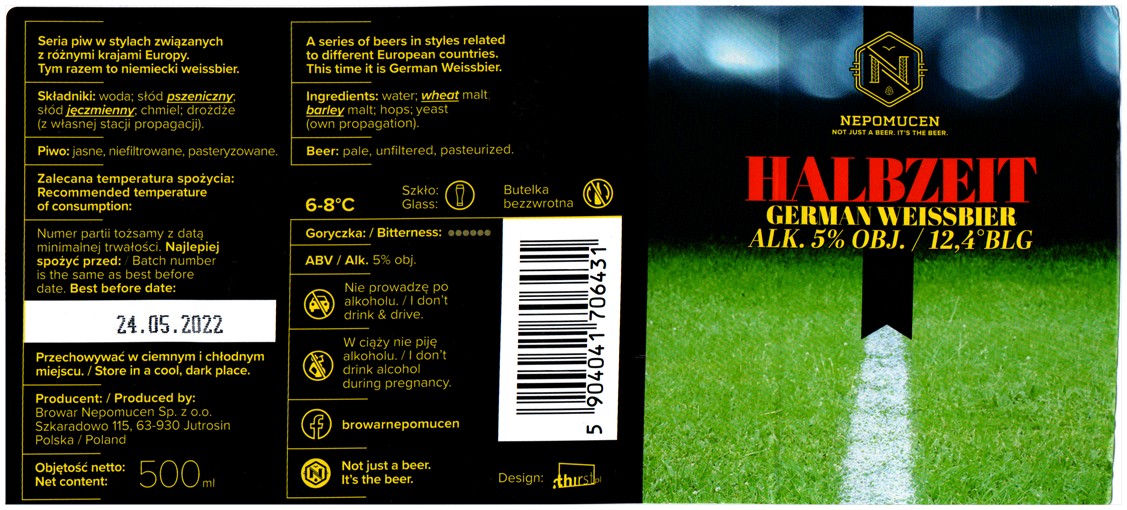 Seria piw w stylach związanych
z różnymi krajami Europy.
Tym razem to niemiecki weissbier.
Składniki: woda; słód pszeniczny;
słód jęczmienny; chmiel; drożdże
(z własnej stacji propagacji).
Piwo: jasne, niefiltrowane, pasteryzowane.
Zalecana temperatura spożycia:
Recommended temperature
of consumption:
Numer partii tożsamy z datą
minimalnej trwałości. Najlepiej
spożyć przed: / Batch number
is the same as best before
date. Best before date:
24.05.2022
Przechowywać w ciemnym i chłodnym
miejscu. / Store in a cool, dark place.
Producent: / Produced by:
Browar Nepomucen Sp. z o.o.
Szkaradowo 115, 63-930 Jutrosin
Polska / Poland
Objętość netto:
Net content:
500 ml
A series of beers in styles related
to different European countries.
This time it is German Weissbier.
Ingredients: water; wheat malt
barley malt; hops; yeast
(own propagation).
Beer: pale, unfiltered, pasteurized.
6-8°C
Szkło:
Glass:
Butelka
bezzwrotna
Goryczka: / Bitterness:
ABV / Alk. 5% obj.
Nie prowadzę po
alkoholu. / I don't
drink & drive.
W ciąży nie piję
alkoholu. / I don't
drink alcohol
during pregnancy.
browarnepomucen
Not just a beer.
It's the beer.
5 904041 706431
Design: thirst.pl
N
NEPOMUCEN
NOT JUST A BEER. IT'S THE BEER.
HALBZEIT
GERMAN WEISSBIER
ALK. 5% OBJ. / 12,4°BLG